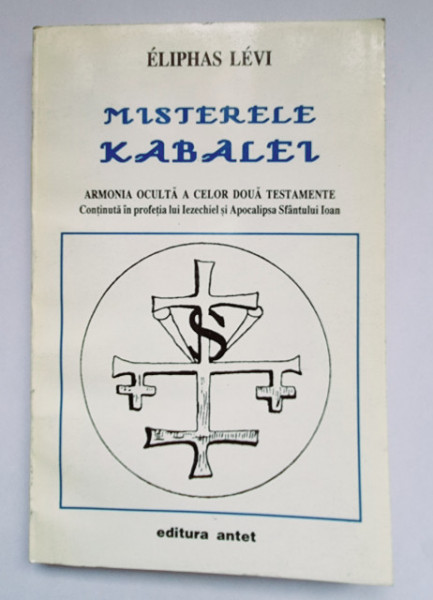 ÉLIPHAS LÉVI
MISTERELE
KABALEI
ARMONIA OCULTĂ A CELOR DOUĂ TESTAMENTE
Conținută în profeția lui Iezechiel și Apocalipsa Sfântului Ioan
S
editura antet